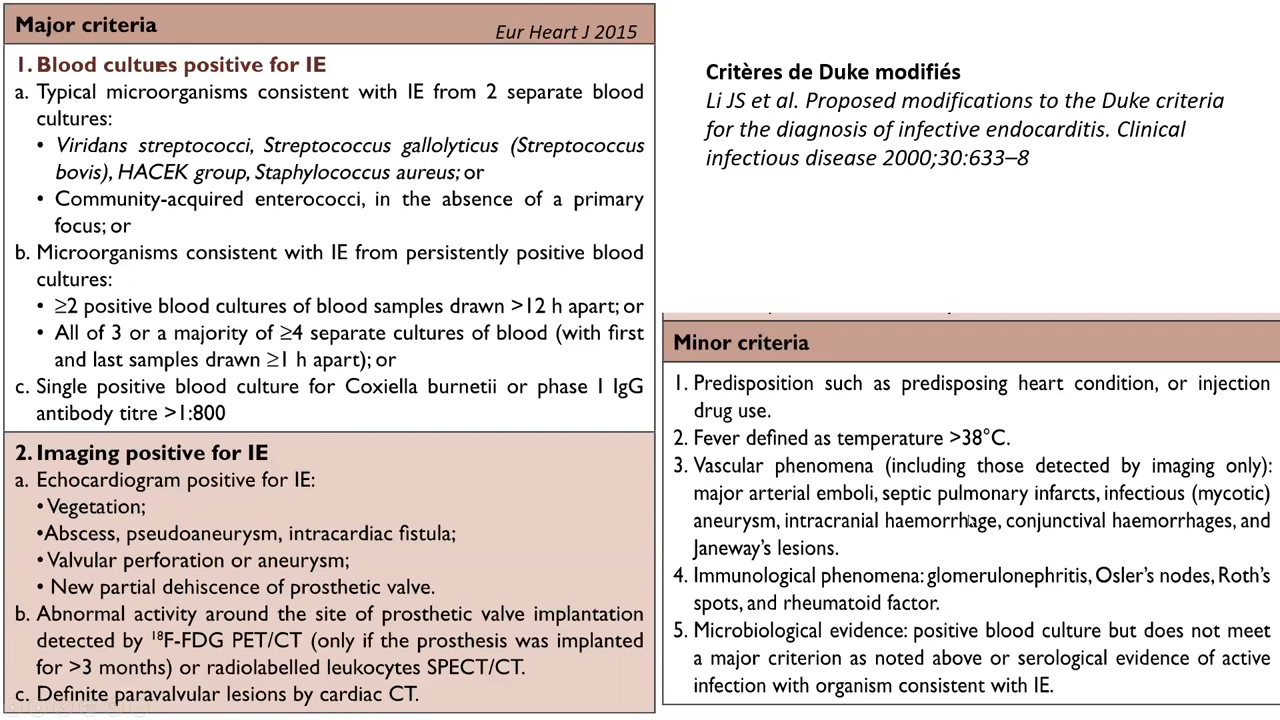 Major criteria
Eur Heart J 2015
1. Blood cultures positive for IE
a. Typical microorganisms consistent with IE from 2 separate blood
cultures:
• Viridans streptococci, Streptococcus gallolyticus (Streptococcus
bovis), HACEK group, Staphylococcus aureus; or
• Community-acquired enterococci, in the absence of a primary
focus; or
b. Microorganisms consistent with IE from persistently positive blood
cultures:
• ≥2 positive blood cultures of blood samples drawn >12 h apart; or
• All of 3 or a majority of ≥4 separate cultures of blood (with first
and last samples drawn ≥1 h apart); or
c. Single positive blood culture for Coxiella burnetii or phase I IgG
antibody titre >1:800
2. Imaging positive for IE
a. Echocardiogram positive for IE:
• Vegetation;
•Abscess, pseudoaneurysm, intracardiac fistula;
• Valvular perforation or aneurysm;
• New partial dehiscence of prosthetic valve.
b. Abnormal activity around the site of prosthetic valve implantation
detected by ¹⁸F-FDG PET/CT (only if the prosthesis was implanted
for >3 months) or radiolabelled leukocytes SPECT/CT.
c. Definite paravalvular lesions by cardiac CT.
Critères de Duke modifiés
Li JS et al. Proposed modifications to the Duke criteria
for the diagnosis of infective endocarditis. Clinical
infectious disease 2000;30:633–8
Minor criteria
1. Predisposition such as predisposing heart condition, or injection
drug use.
2. Fever defined as temperature >38°C.
3. Vascular phenomena (including those detected by imaging only):
major arterial emboli, septic pulmonary infarcts, infectious (mycotic)
aneurysm, intracranial haemorrhage, conjunctival haemorrhages, and
Janeway's lesions.
4. Immunological phenomena: glomerulonephritis, Osler's nodes, Roth's
spots, and rheumatoid factor.
5. Microbiological evidence: positive blood culture but does not meet
a major criterion as noted above or serological evidence of active
infection with organism consistent with IE.